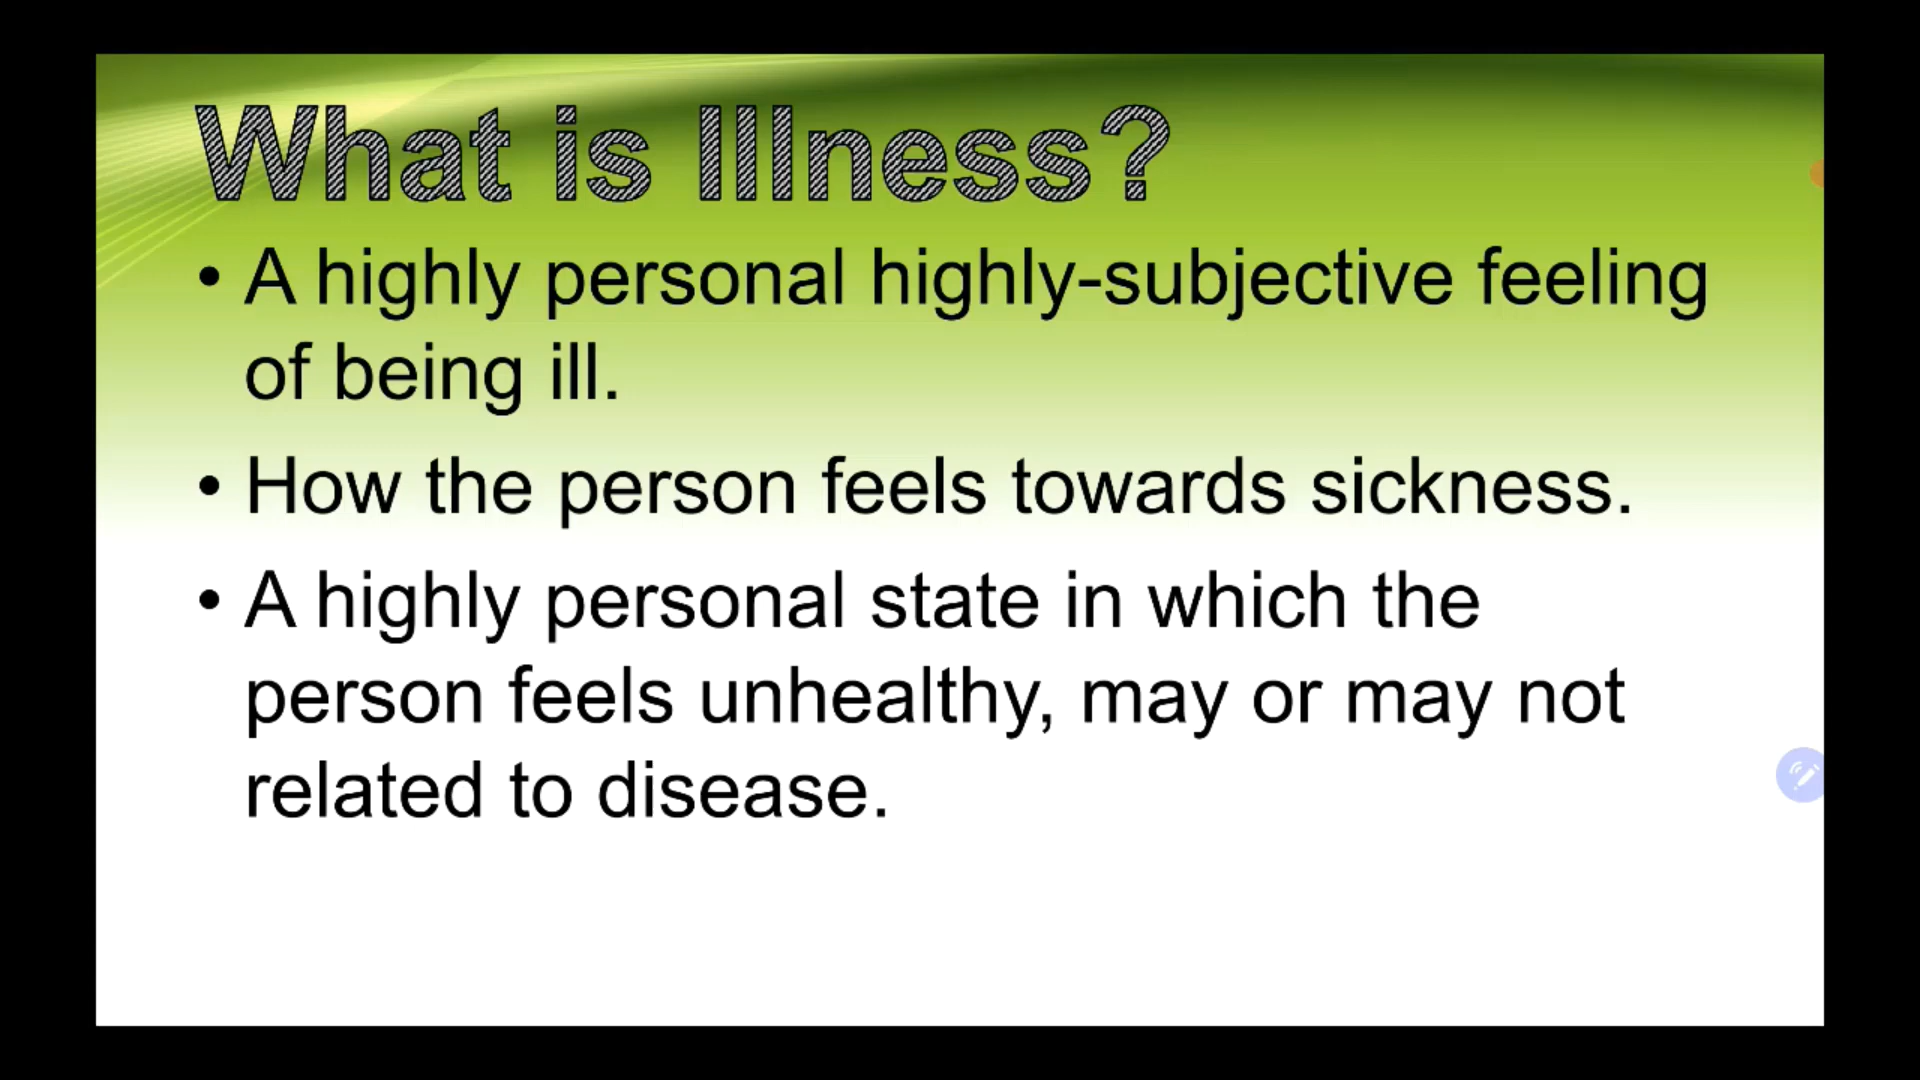 What is Illness?
• A highly personal highly-subjective feeling
of being ill.
• How the person feels towards sickness.
• A highly personal state in which the
person feels unhealthy, may or may not
related to disease.